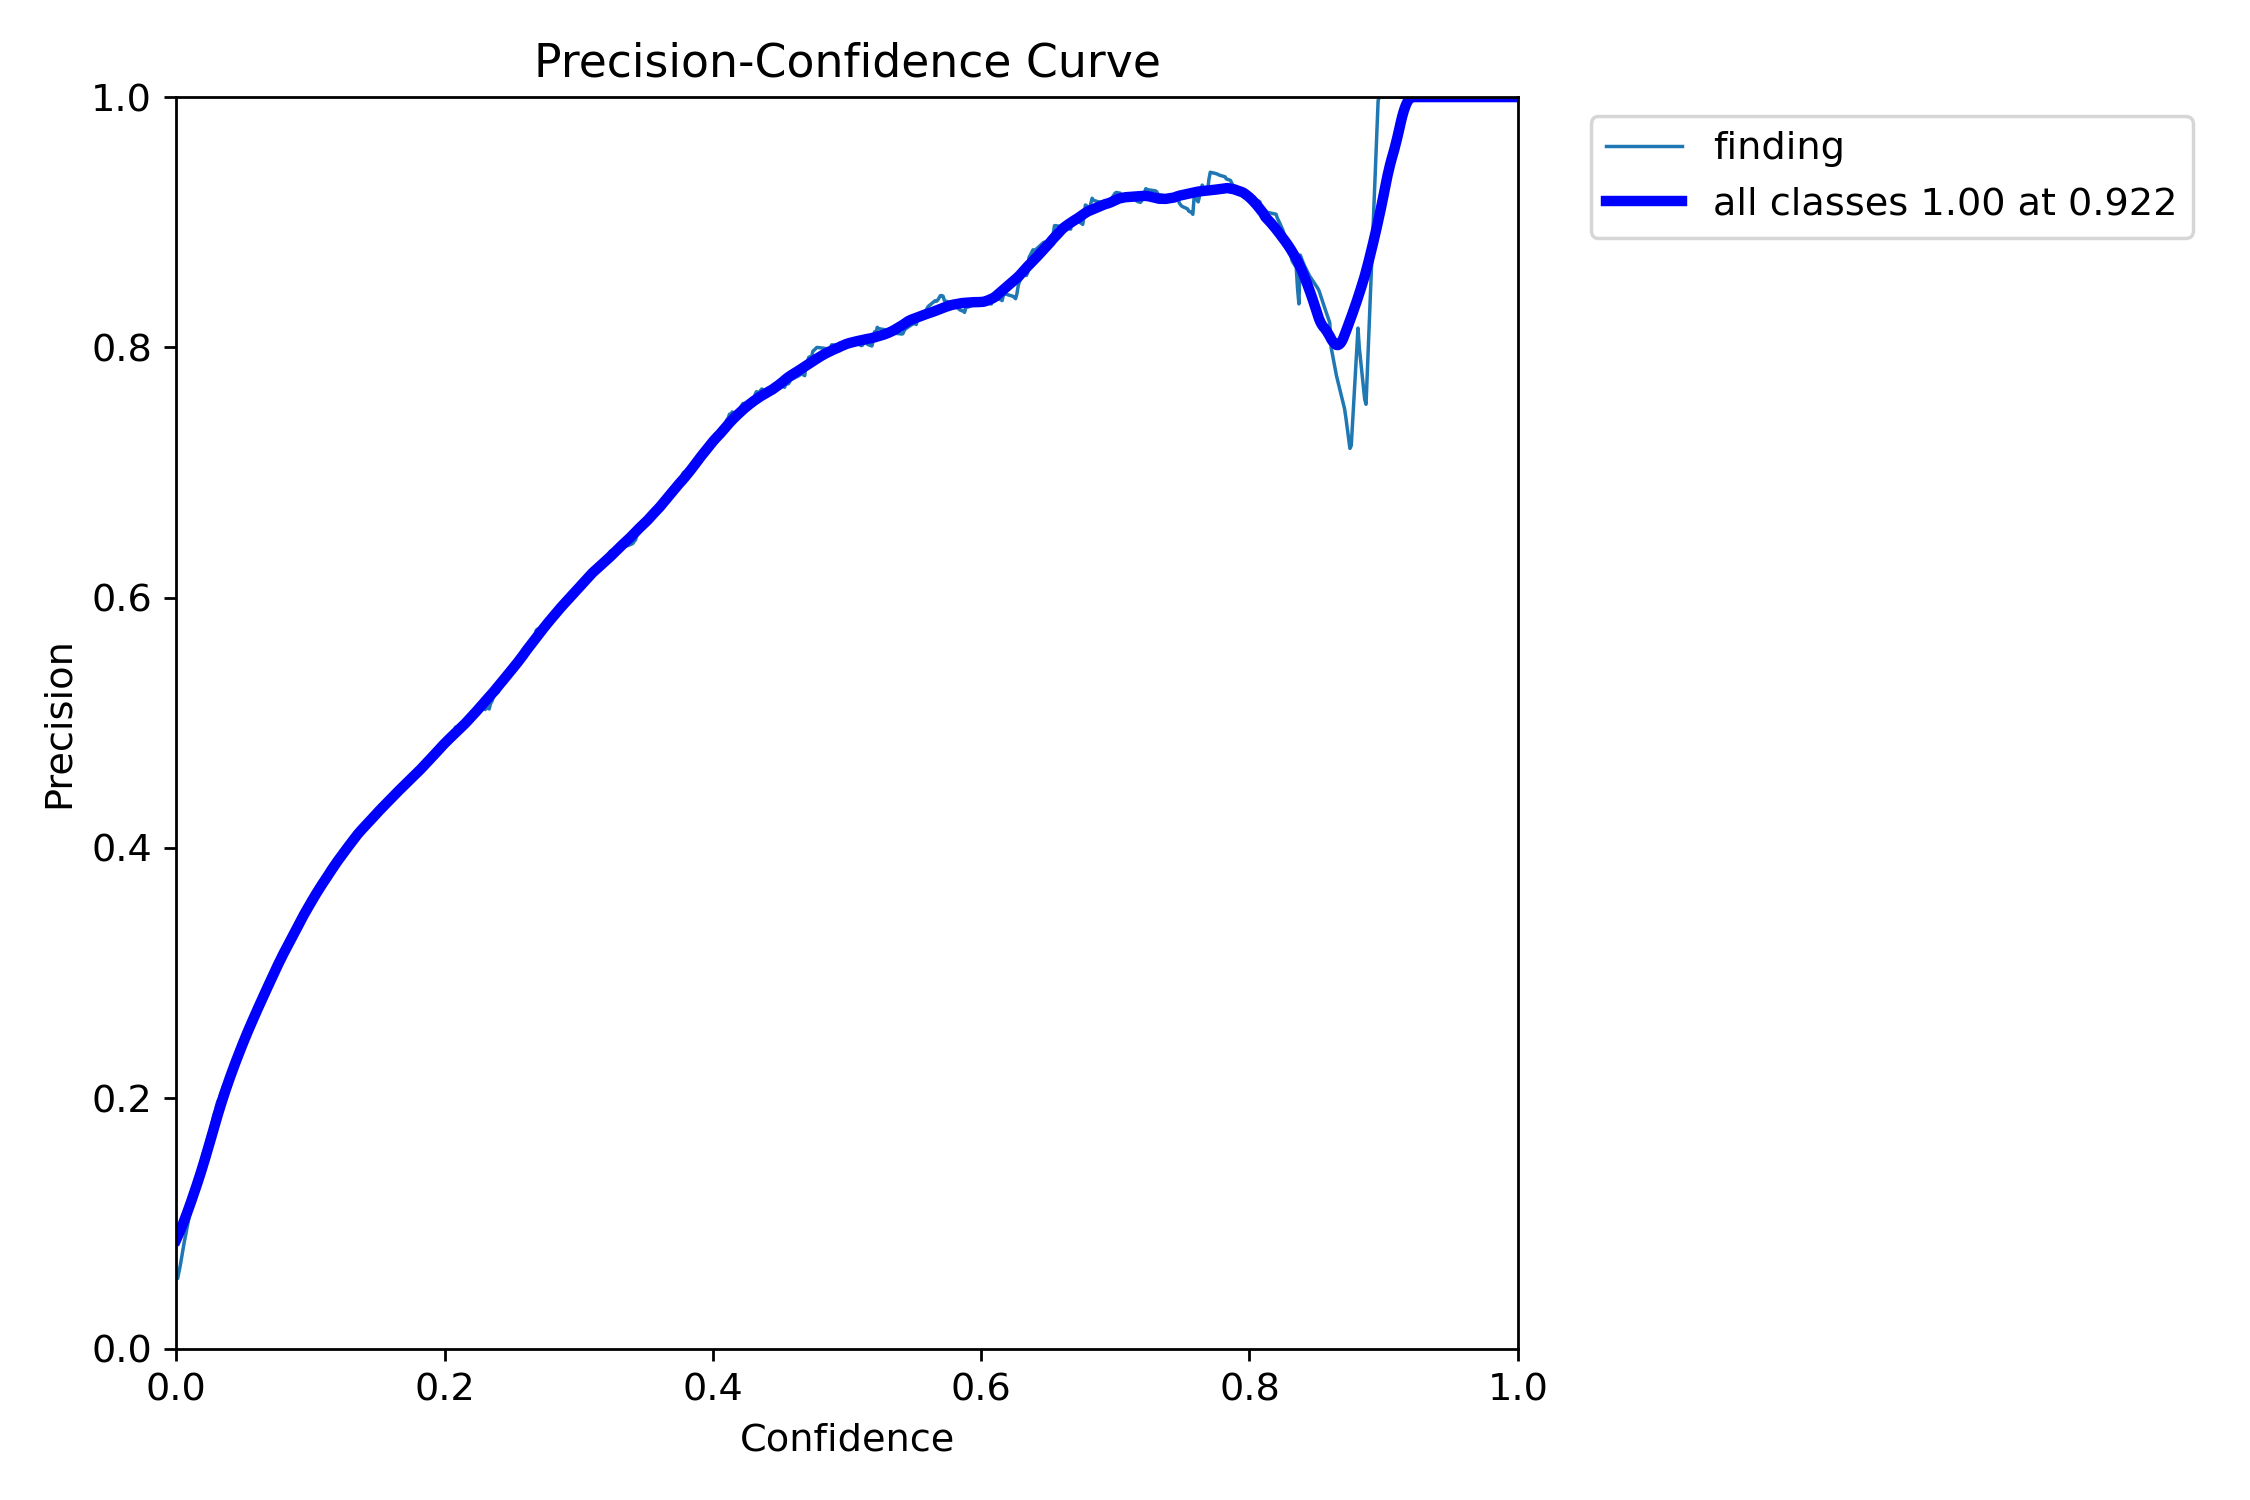 Precision-Confidence Curve
finding
all classes 1.00 at 0.922
1.0
0.8
0.6
0.4
0.2
0.0
Precision
0.0 0.2 0.4 0.6 0.8 1.0
Confidence